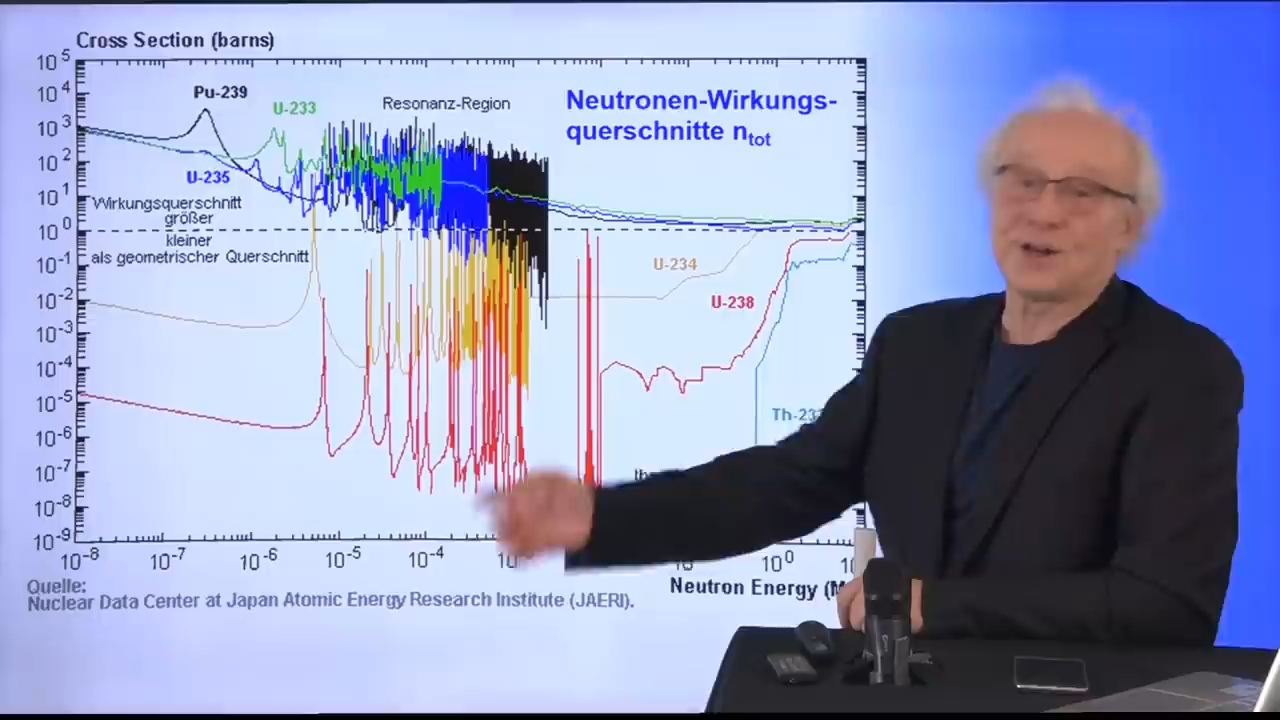 Cross Section (barns)
10^5
10^4
10^3
10^2
10^1
10^0
10^-1
10^-2
10^-3
10^-4
10^-5
10^-6
10^-7
10^-8
10^-9
Pu-239
U-233
Resonanz-Region
Neutronen-Wirkungs-
querschnitte n_tot
U-235
Wirkungsquerschnitt
größer
kleiner
als geometrischer Querschnitt
U-234
U-238
Th-23
10^-8
10^-7
10^-6
10^-5
10^-4
10^0
Neutron Energy
Quelle:
Nuclear Data Center at Japan Atomic Energy Research Institute (JAERI).